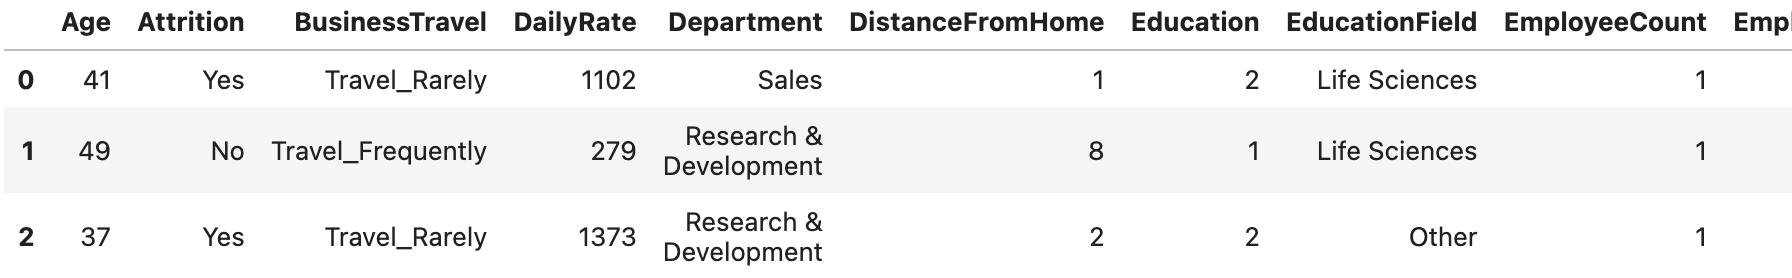 Age Attrition BusinessTravel DailyRate Department DistanceFromHome Education EducationField EmployeeCount Empl
0 41 Yes Travel_Rarely 1102 Sales 1 2 Life Sciences 1
1 49 No Travel_Frequently 279 Research & Development 8 1 Life Sciences 1
2 37 Yes Travel_Rarely 1373 Research & Development 2 2 Other 1